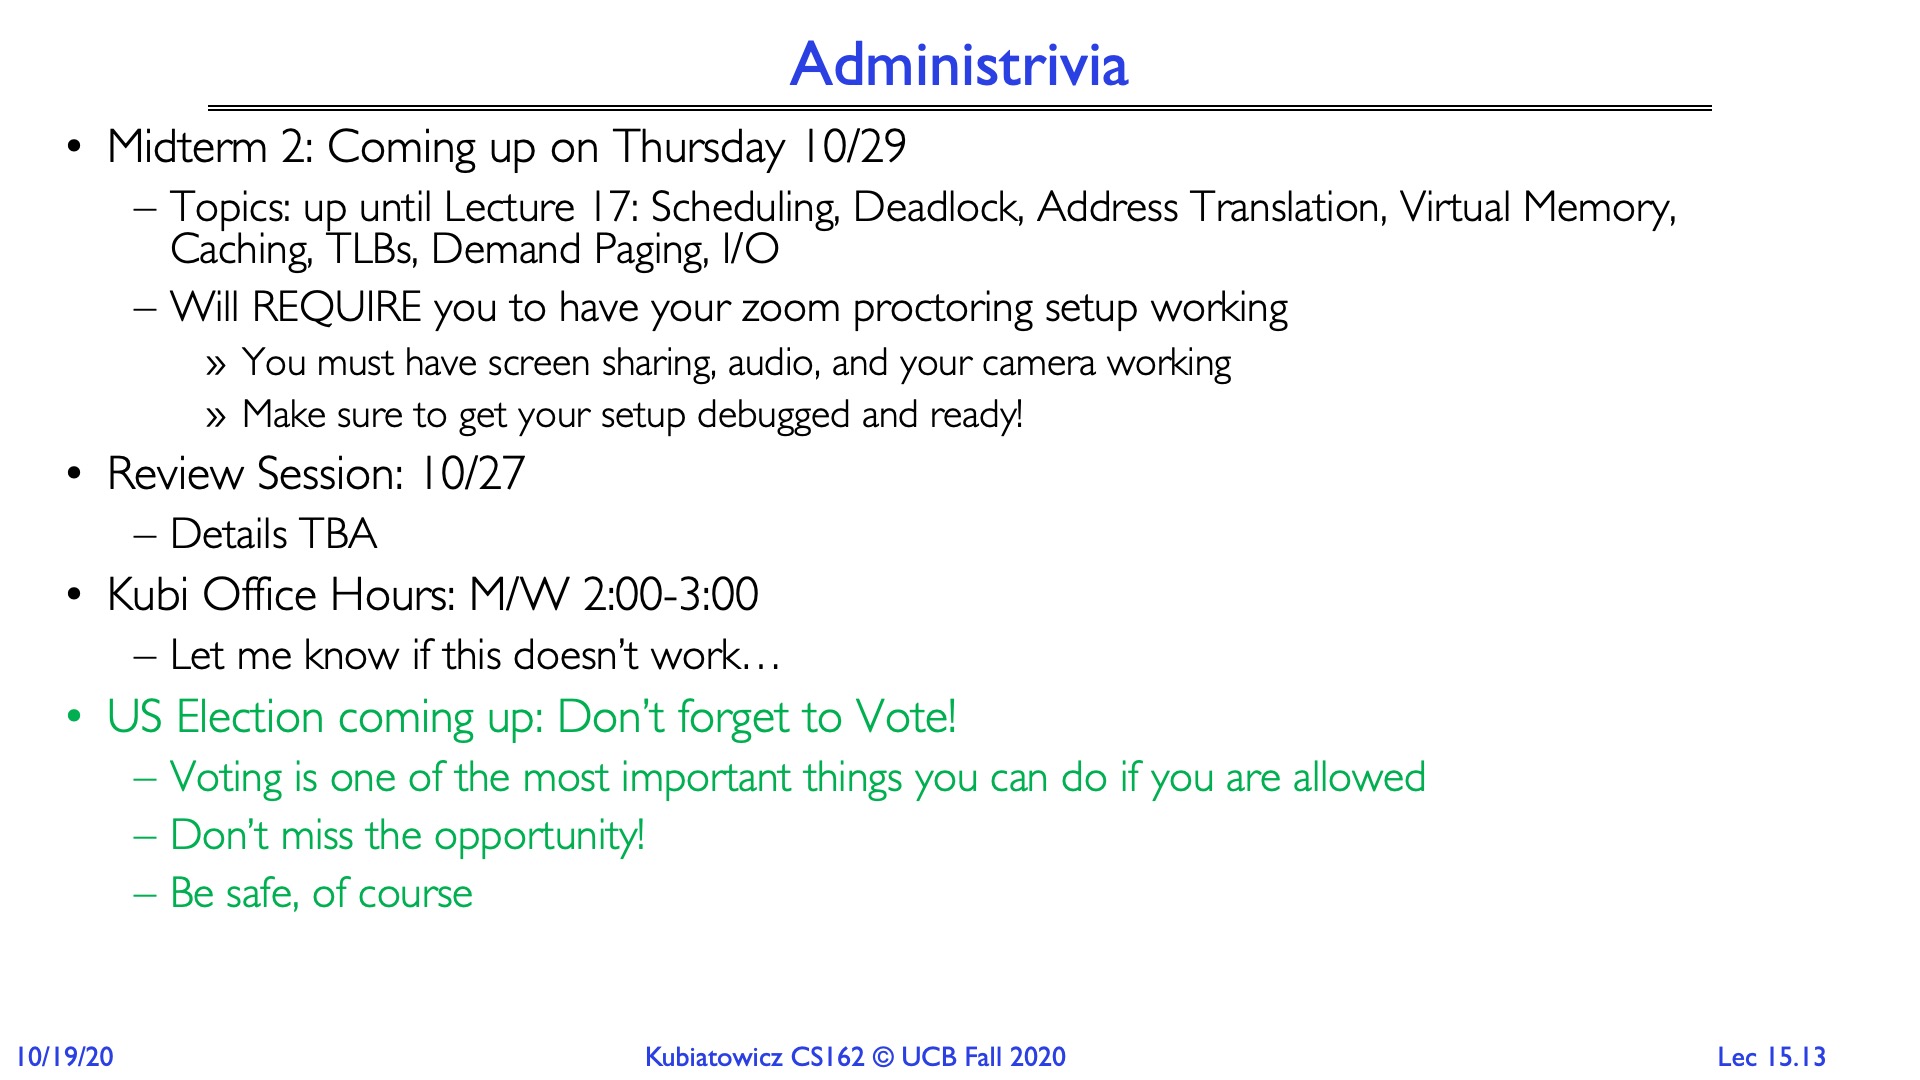 Administrivia
• Midterm 2: Coming up on Thursday 10/29
– Topics: up until Lecture 17: Scheduling, Deadlock, Address Translation, Virtual Memory,
Caching, TLBs, Demand Paging, I/O
– Will REQUIRE you to have your zoom proctoring setup working
» You must have screen sharing, audio, and your camera working
» Make sure to get your setup debugged and ready!
• Review Session: 10/27
– Details TBA
• Kubi Office Hours: M/W 2:00-3:00
– Let me know if this doesn’t work…
• US Election coming up: Don’t forget to Vote!
– Voting is one of the most important things you can do if you are allowed
– Don’t miss the opportunity!
– Be safe, of course
10/19/20
Kubiatowicz CS162 © UCB Fall 2020
Lec 15.13